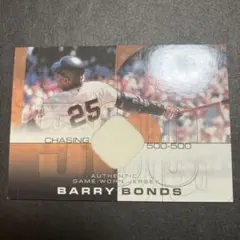 25
CHASING 500-500
AUTHENTIC
GAME-WORN JERSEY
BARRY BONDS